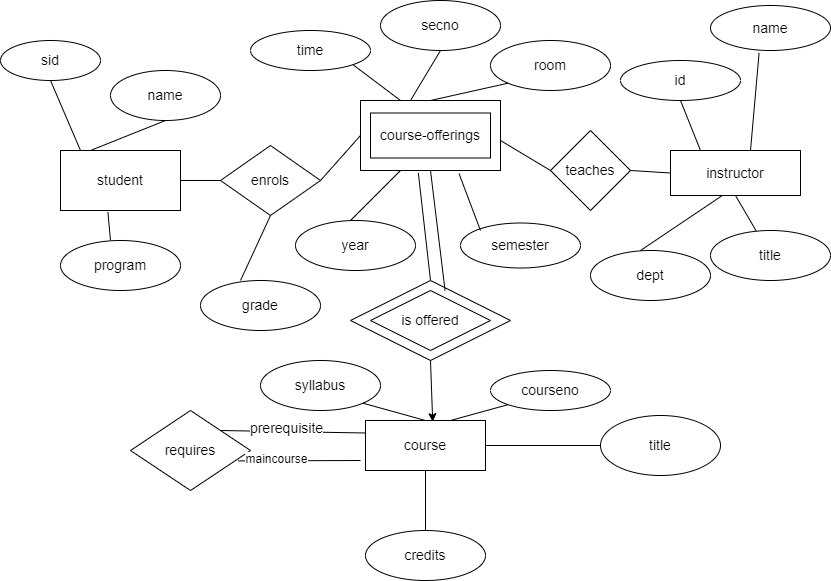 secno
name
time
sid
room
id
name
course-offerings
teaches
instructor
student
enrols
year
semester
title
program
dept
grade
is offered
syllabus
courseno
prerequisite
requires
course
title
maincourse
credits